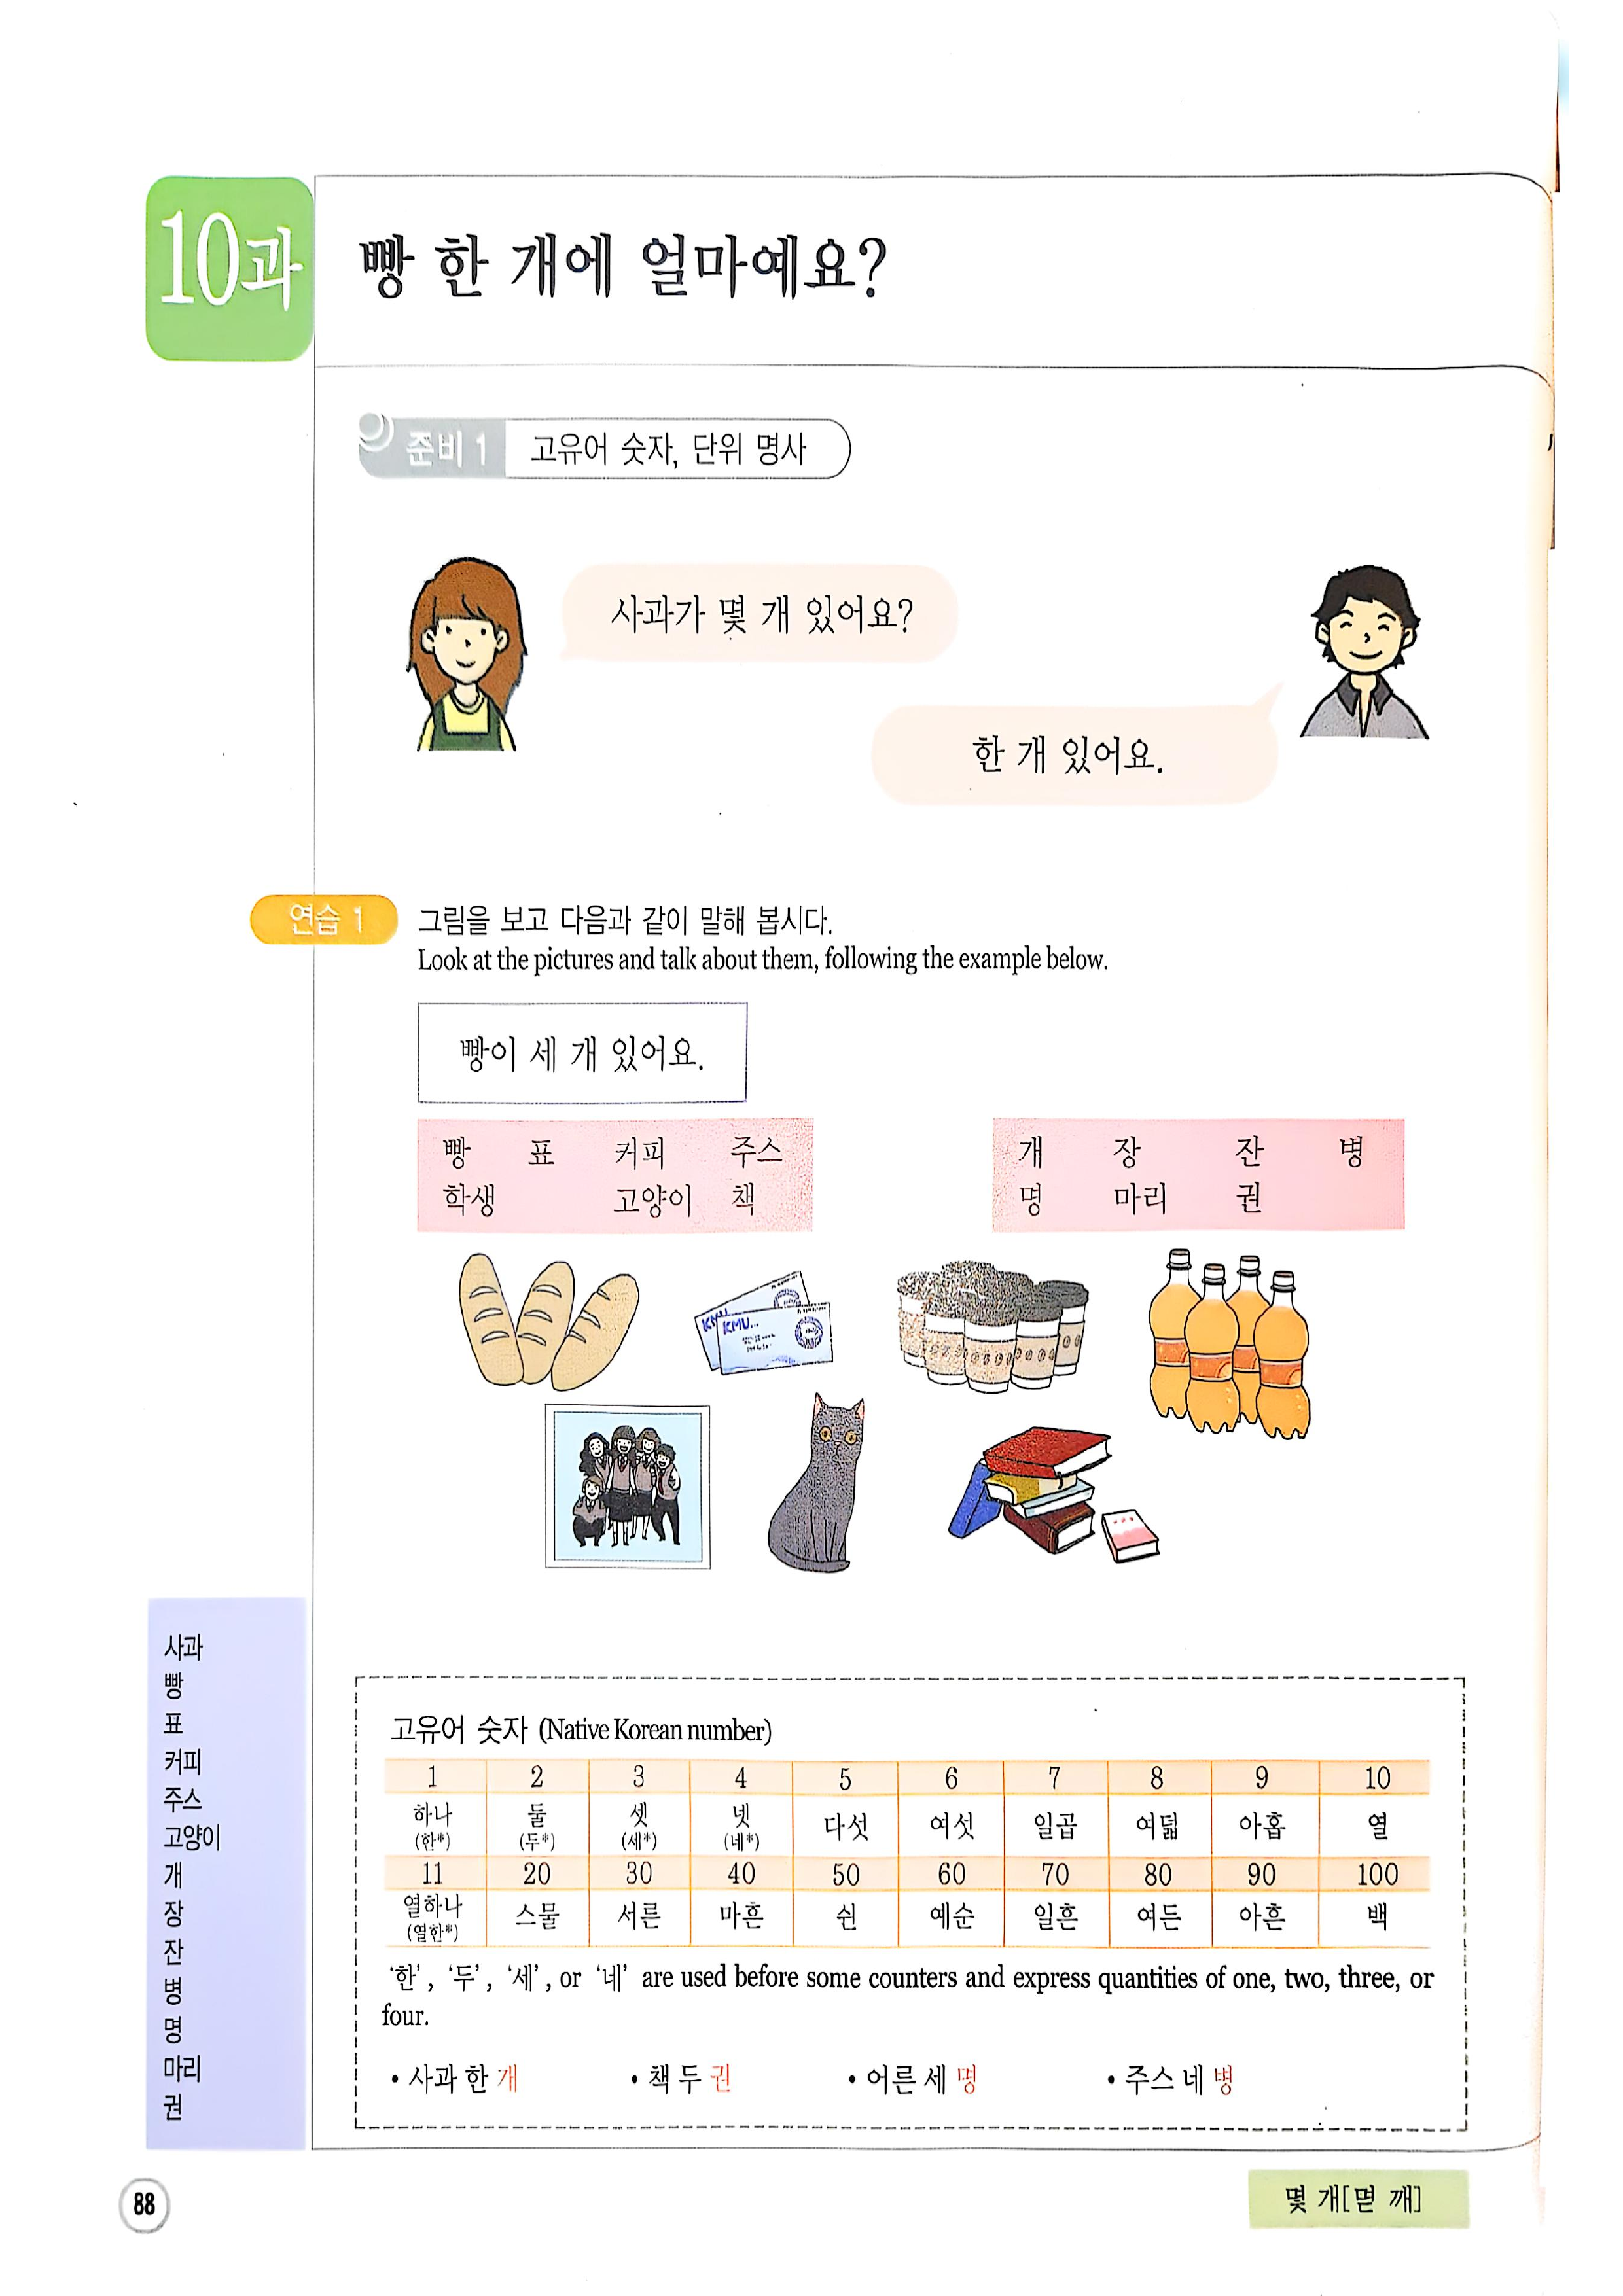 10과
빵 한 개에 얼마예요?
준비 1 고유어 숫자, 단위 명사
사과가 몇 개 있어요?
한 개 있어요.
연습 1
그림을 보고 다음과 같이 말해 봅시다.
Look at the pictures and talk about them, following the example below.
빵이 세 개 있어요.
빵 표 커피 주스
학생 고양이 책
개 장 잔 병
명 마리 권
KMU...
사과
빵
표
커피
주스
고양이
개
장
잔
병
명
마리
권
고유어 숫자 (Native Korean number)
1 2 3 4 5 6 7 8 9 10
하나 둘 셋 넷 다섯 여섯 일곱 여덟 아홉 열
(한*) (두*) (세*) (네*)
11 20 30 40 50 60 70 80 90 100
열하나 스물 서른 마흔 쉰 예순 일흔 여든 아흔 백
(열한*)
‘한’, ‘두’, ‘세’, or ‘네’ are used before some counters and express quantities of one, two, three, or
four.
• 사과 한 개 • 책 두 권 • 어른 세 명 • 주스 네 병
88
몇 개[멷 깨]